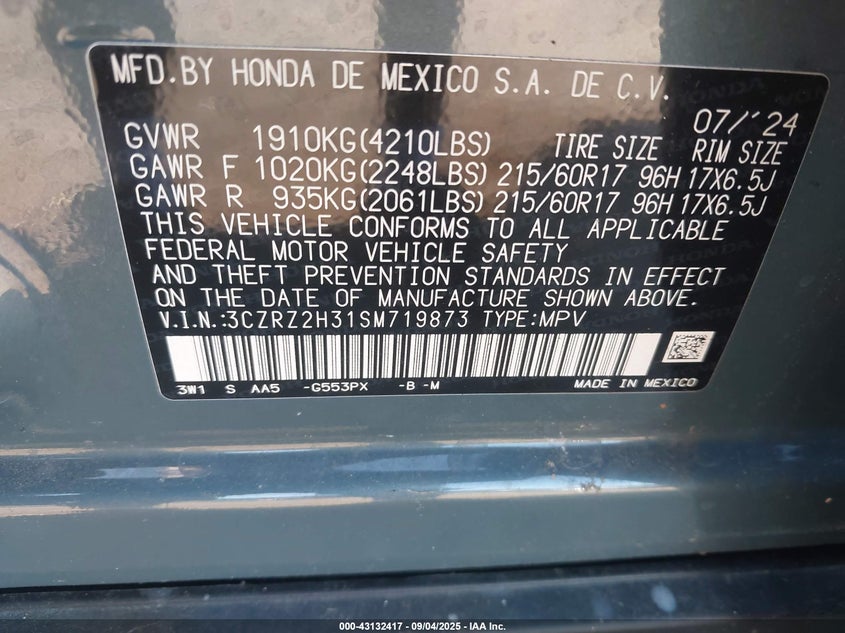 MFD.BY HONDA DE MEXICO S.A. DE C.V.
07/'24
GVWR 1910KG(4210LBS) TIRE SIZE RIM SIZE
GAWR F 1020KG(2248LBS) 215/60R17 96H 17X6.5J
GAWR R 935KG(2061LBS) 215/60R17 96H 17X6.5J
THIS VEHICLE CONFORMS TO ALL APPLICABLE
FEDERAL MOTOR VEHICLE SAFETY
AND THEFT PREVENTION STANDARDS IN EFFECT
ON THE DATE OF MANUFACTURE SHOWN ABOVE.
V.I.N.:3CZRZ2H31SM719873 TYPE:MPV
3W1 S AA5 -G553PX -B -M MADE IN MEXICO
000-43132417 - 09/04/2025 - IAA Inc.